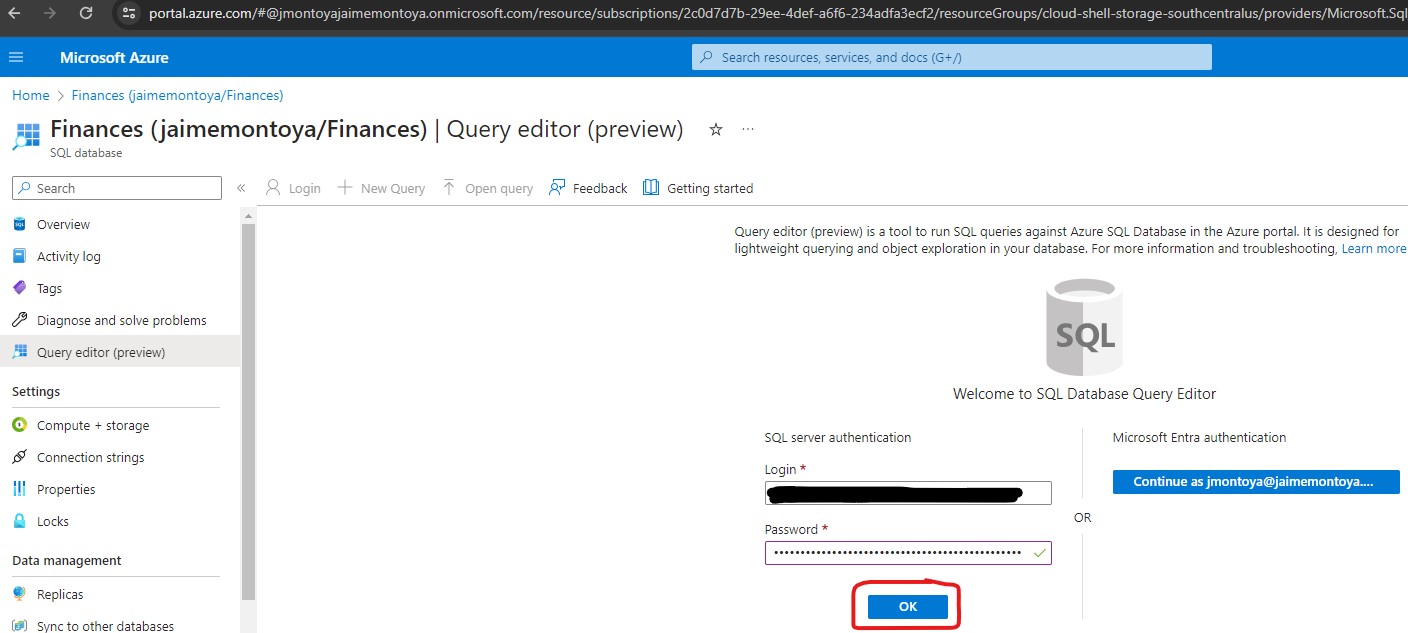 portal.azure.com/#@jmontoyajaimemontoya.onmicrosoft.com/resource/subscriptions/2c0d7d7b-29ee-4def-a6f6-234adfa3ecf2/resourceGroups/cloud-shell-storage-southcentralus/providers/Microsoft.Sql
Microsoft Azure
Search resources, services, and docs (G+/)
Home > Finances (jaimemontoya/Finances)
Finances (jaimemontoya/Finances) | Query editor (preview)
SQL database
Search
Login
New Query
Open query
Feedback
Getting started
Overview
Activity log
Tags
Diagnose and solve problems
Query editor (preview)
Settings
Compute + storage
Connection strings
Properties
Locks
Data management
Replicas
Sync to other databases
Query editor (preview) is a tool to run SQL queries against Azure SQL Database in the Azure portal. It is designed for
lightweight querying and object exploration in your database. For more information and troubleshooting, Learn more
SQL
Welcome to SQL Database Query Editor
SQL server authentication
Login *
Password *
OK
OR
Microsoft Entra authentication
Continue as jmontoya@jaimemontoya....